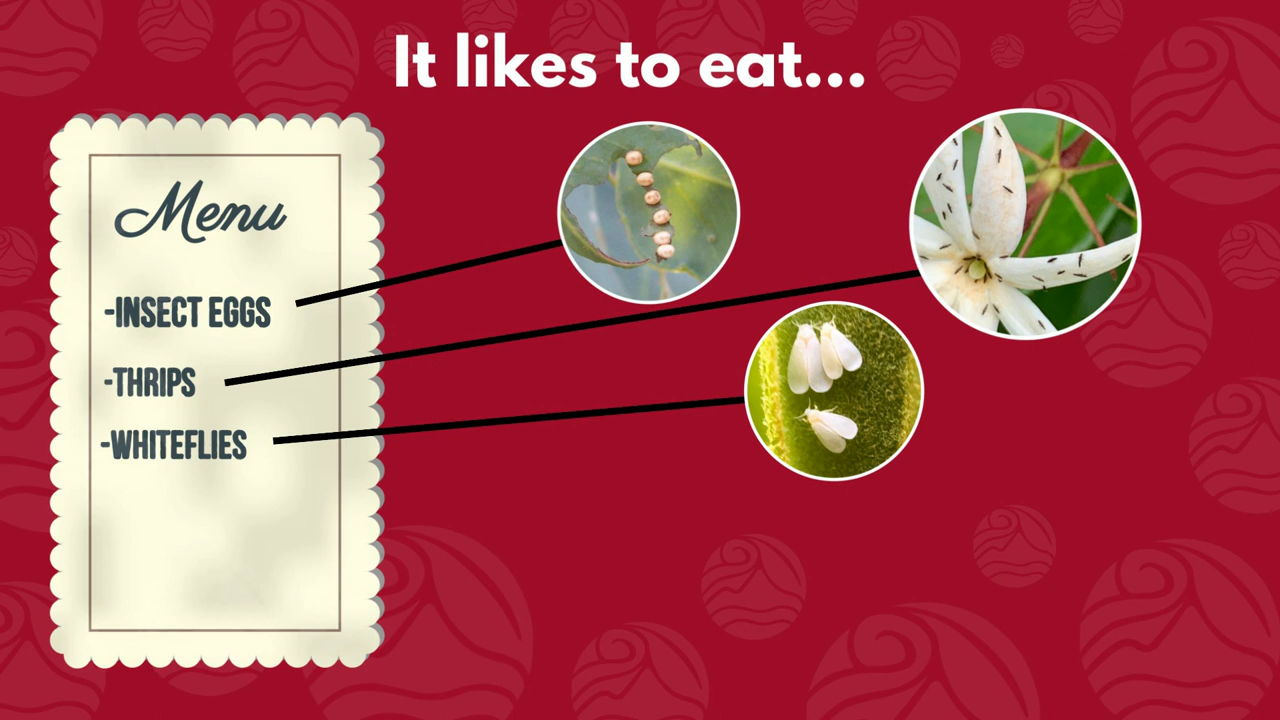 It likes to eat...
Menu
-INSECT EGGS
-THRIPS
-WHITEFLIES